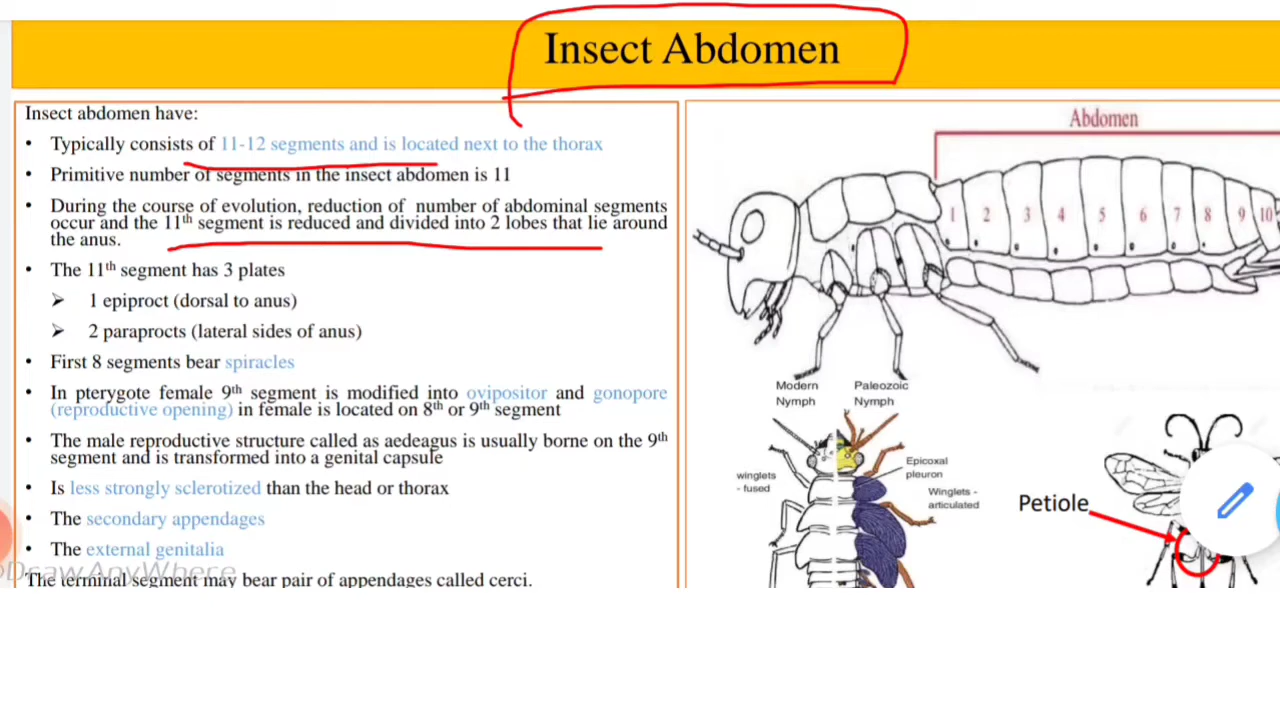 Insect Abdomen
Insect abdomen have:
• Typically consists of 11-12 segments and is located next to the thorax
• Primitive number of segments in the insect abdomen is 11
• During the course of evolution, reduction of number of abdominal segments
occur and the 11th segment is reduced and divided into 2 lobes that lie around
the anus.
• The 11th segment has 3 plates
➢ 1 epiproct (dorsal to anus)
➢ 2 paraprocts (lateral sides of anus)
• First 8 segments bear spiracles
• In pterygote female 9th segment is modified into ovipositor and gonopore
(reproductive opening) in female is located on 8th or 9th segment
• The male reproductive structure called as aedeagus is usually borne on the 9th
segment and is transformed into a genital capsule
• Is less strongly sclerotized than the head or thorax
• The secondary appendages
• The external genitalia
The terminal segment may bear pair of appendages called cerci.
©Draw AnyWhere
Abdomen
1 2 3 4 5 6 7 8 9 10
Modern
Nymph
Paleozoic
Nymph
winglets
- fused
Epicoxal
pleuron
Winglets -
articulated
Petiole